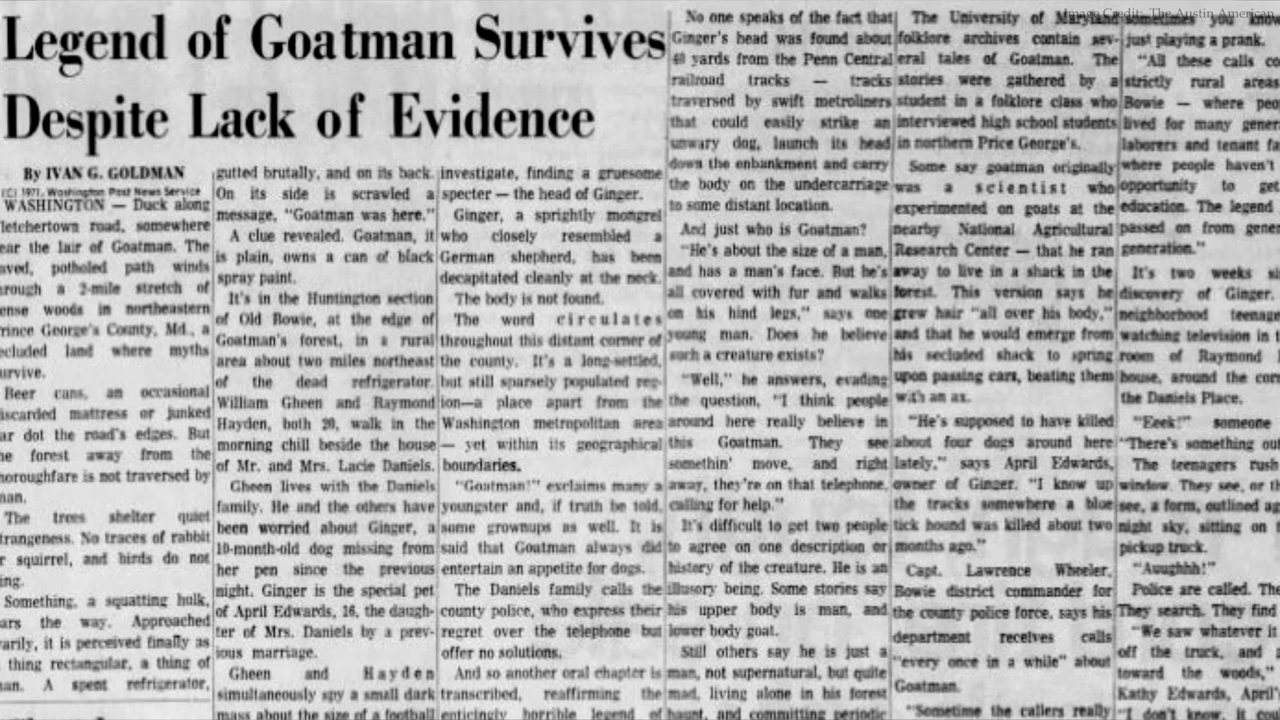 Image Credit: The Austin American
Legend of Goatman Survives
Despite Lack of Evidence
By IVAN G. GOLDMAN
(C) 1971, Washington Post News Service
WASHINGTON — Duck along
letchertown road, somewhere
ear the lair of Goatman. The
aved, potholed path winds
rough a 2-mile stretch of
ense woods in northeastern
rince George's County, Md., a
ecluded land where myths
urvive.
Beer cans, an occasional
iscarded mattress or junked
ar dot the road's edges. But
he forest away from the
horoughfare is not traversed by
man.
The trees shelter quiet
trangeness. No traces of rabbit
r squirrel, and birds do not
ing.
Something, a squatting hulk,
ars the way. Approached
warily, it is perceived finally as
thing rectangular, a thing of
man. A spent refrigerator,
gutted brutally, and on its back.
On its side is scrawled a
message, "Goatman was here."
A clue revealed. Goatman, it
is plain, owns a can of black
spray paint.
It's in the Huntington section
of Old Bowie, at the edge of
Goatman's forest, in a rural
area about two miles northeast
of the dead refrigerator.
William Gheen and Raymond
Hayden, both 20, walk in the
morning chill beside the house
of Mr. and Mrs. Lacie Daniels.
Gheen lives with the Daniels
family. He and the others have
been worried about Ginger, a
10-month-old dog missing from
her pen since the previous
night. Ginger is the special pet
of April Edwards, 16, the daugh-
ter of Mrs. Daniels by a prev-
ious marriage.
Gheen and Hayden
simultaneously spy a small dark
mass about the size of a football
investigate, finding a gruesome
specter — the head of Ginger.
Ginger, a sprightly mongrel
who closely resembled a
German shepherd, has been
decapitated cleanly at the neck.
The body is not found.
The word circulates
throughout this distant corner of
the county. It's a long-settled,
but still sparsely populated reg-
ion—a place apart from the
Washington metropolitan area
— yet within its geographical
boundaries.
"Goatman!" exclaims many a
youngster and, if truth be told,
some grownups as well. It is
said that Goatman always did
entertain an appetite for dogs.
The Daniels family calls the
county police, who express their
regret over the telephone but
offer no solutions.
And so another oral chapter is
transcribed, reaffirming the
enticingly horrible legend of
No one speaks of the fact that
Ginger's head was found about
40 yards from the Penn Central
railroad tracks — tracks
traversed by swift metroliners
that could easily strike an
unwary dog, launch its head
down the enbankment and carry
the body on the undercarriage
to some distant location.
And just who is Goatman?
"He's about the size of a man,
and has a man's face. But he's
all covered with fur and walks
on his hind legs," says one
young man. Does he believe
such a creature exists?
"Well," he answers, evading
the question, "I think people
around here really believe in
this Goatman. They see
somethin' move, and right
away, they're on that telephone,
calling for help."
It's difficult to get two people
to agree on one description or
history of the creature. He is an
illusory being. Some stories say
his upper body is man, and
lower body goat.
Still others say he is just a
man, not supernatural, but quite
mad, living alone in his forest
haunt, and committing periodic
The University of Maryland
folklore archives contain sev-
eral tales of Goatman. The
stories were gathered by a
student in a folklore class who
interviewed high school students
in northern Price George's.
Some say goatman originally
was a scientist who
experimented on goats at the
nearby National Agricultural
Research Center — that he ran
away to live in a shack in the
forest. This version says he
grew hair "all over his body,"
and that he would emerge from
his secluded shack to spring
upon passing cars, beating them
with an ax.
"He's supposed to have killed
about four dogs around here
lately," says April Edwards,
owner of Ginger. "I know up
the tracks somewhere a blue
tick hound was killed about two
months ago."
Capt. Lawrence Wheeler,
Bowie district commander for
the county police force, says his
department receives calls
"every once in a while" about
Goatman.
"Sometime the callers really
sometimes you know
just playing a prank.
"All these calls co
strictly rural areas
Bowie — where peo
lived for many gener
laborers and tenant fa
where people haven't
opportunity to get
education. The legend
passed on from gener
generation."
It's two weeks si
discovery of Ginger.
neighborhood teenage
watching television in t
room of Raymond
house, around the corn
the Daniels Place.
"Eeek!" someone
"There's something out
The teenagers rush
window. They see, or th
see, a form, outlined ag
night sky, sitting on
pickup truck.
"Auughhh!"
Police are called. The
They search. They find
"We saw whatever it
off the truck, and
toward the woods,"
Kathy Edwards, April'
"I don't know, it cou